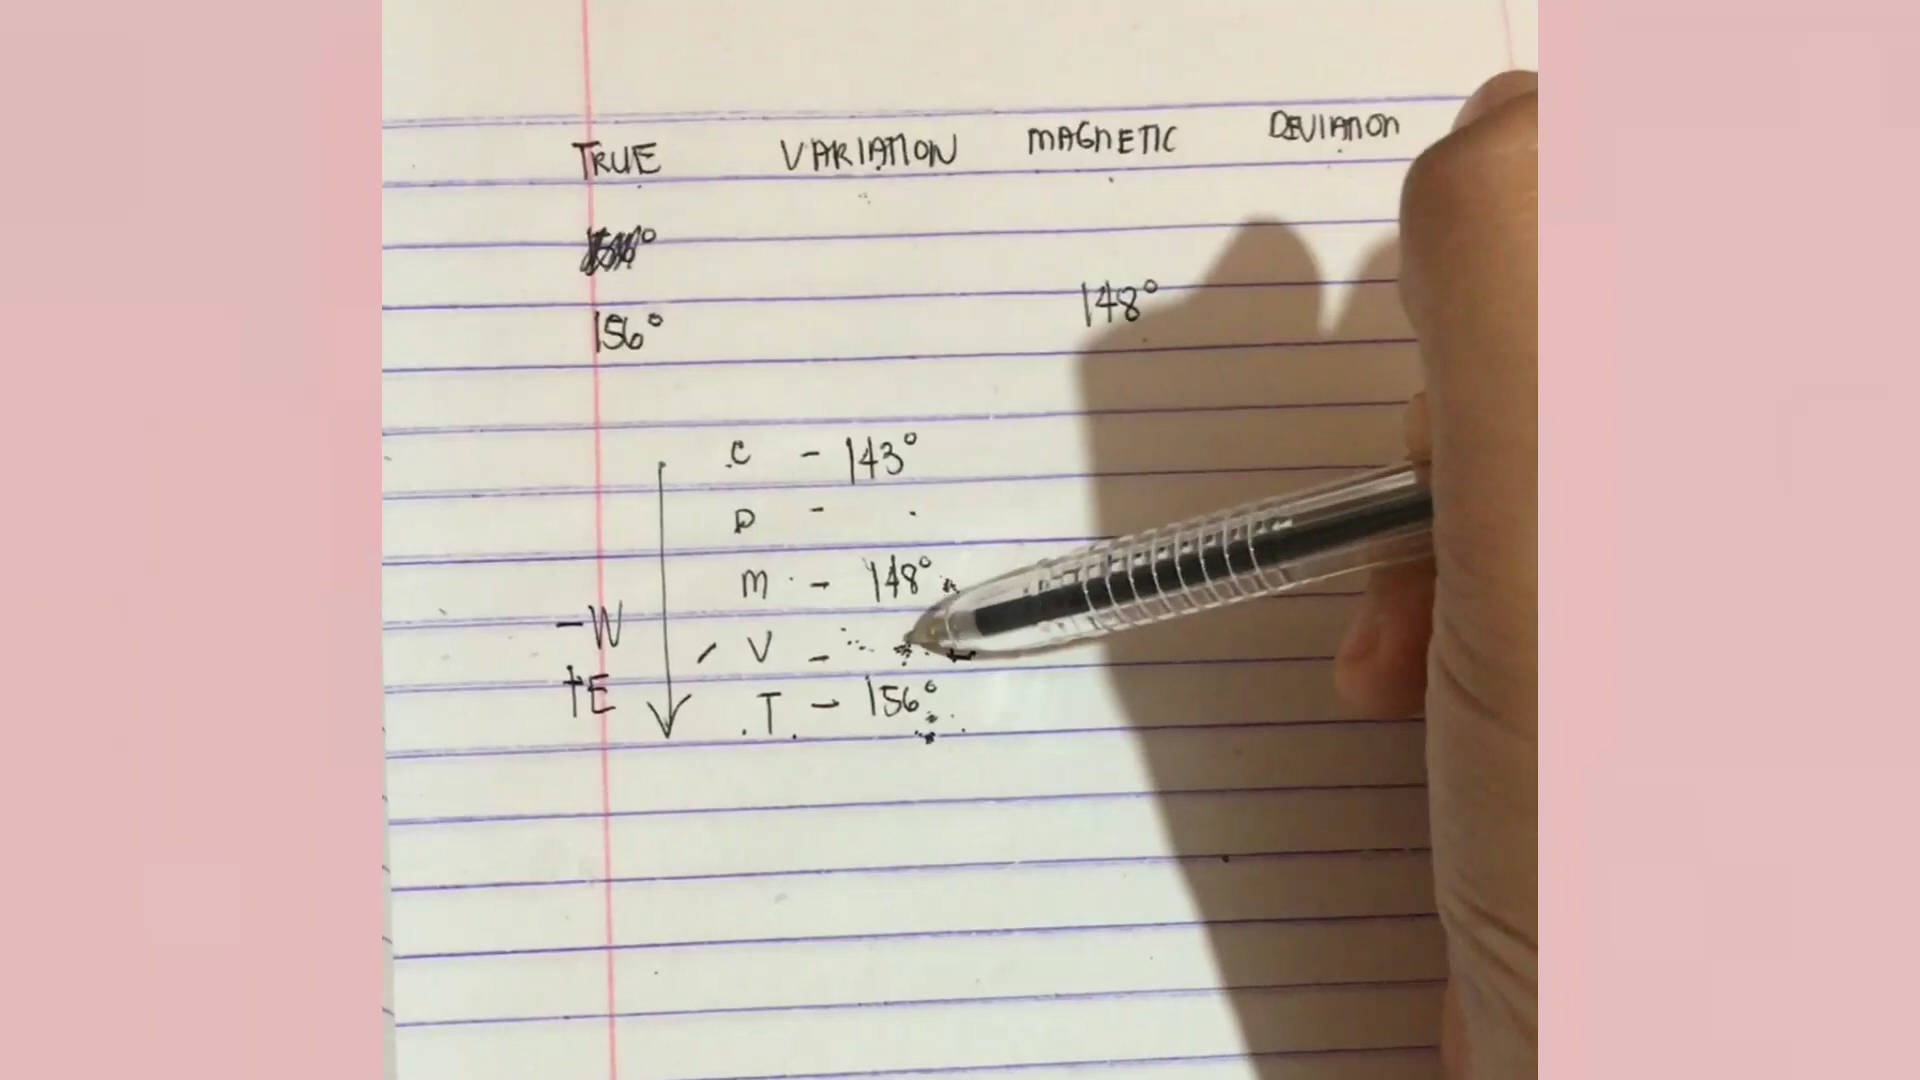 TRUE VARIATION MAGNETIC DEVIATION
156° 148°
C - 143°
D -
M - 148°
-W V -
+E T - 156°